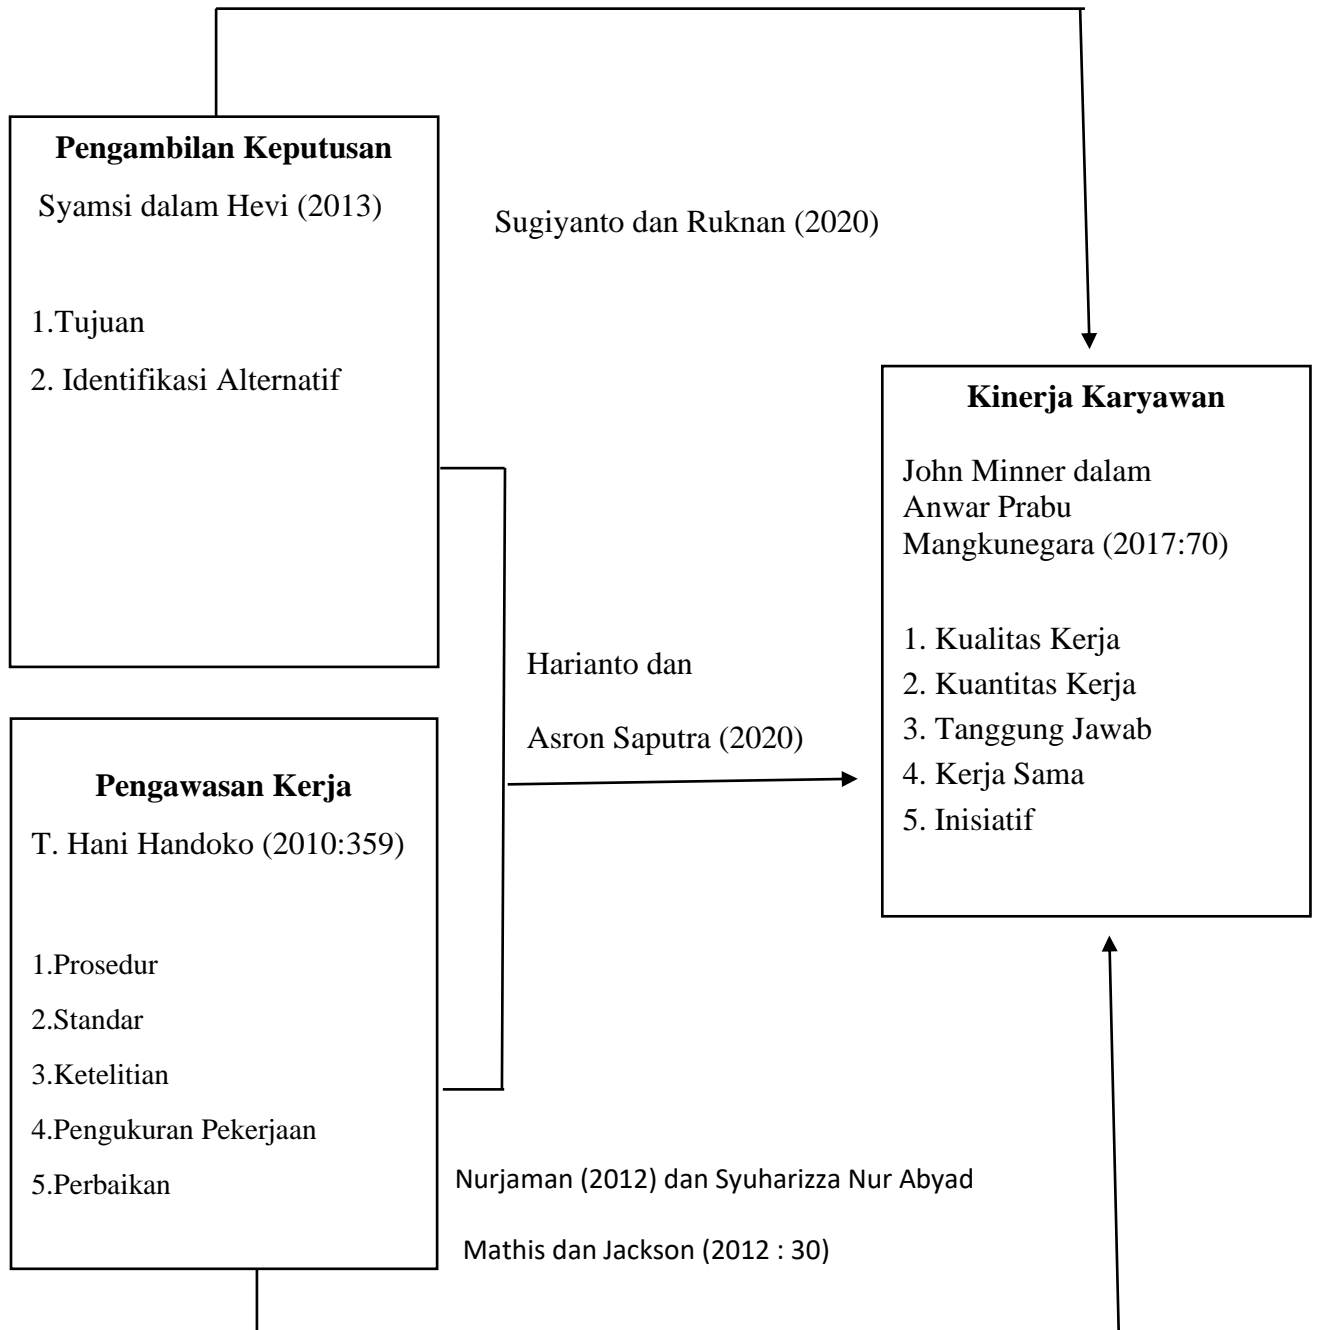 Pengambilan Keputusan
Syamsi dalam Hevi (2013)
1.Tujuan
2. Identifikasi Alternatif
Sugiyanto dan Ruknan (2020)
Kinerja Karyawan
John Minner dalam
Anwar Prabu
Mangkunegara (2017:70)
1. Kualitas Kerja
2. Kuantitas Kerja
3. Tanggung Jawab
4. Kerja Sama
5. Inisiatif
Harianto dan
Asron Saputra (2020)
Pengawasan Kerja
T. Hani Handoko (2010:359)
1.Prosedur
2.Standar
3.Ketelitian
4.Pengukuran Pekerjaan
5.Perbaikan
Nurjaman (2012) dan Syuharizza Nur Abyad
Mathis dan Jackson (2012 : 30)